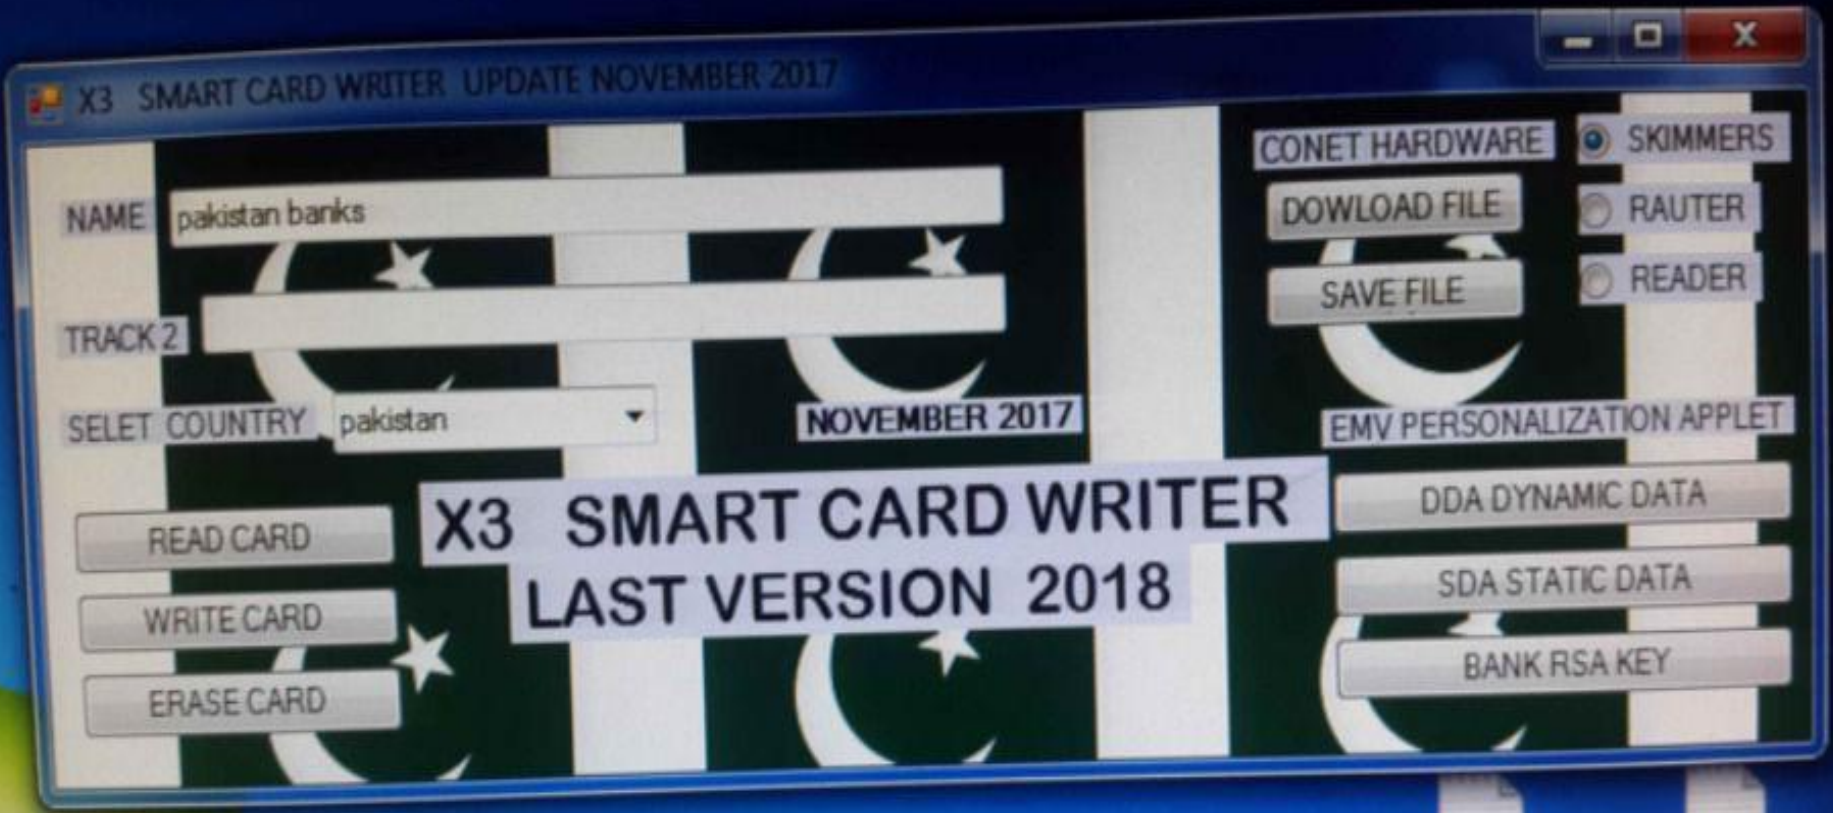 X3 SMART CARD WRITER UPDATE NOVEMBER 2017
CONET HARDWARE
SKIMMERS
NAME
pakistan banks
DOWLOAD FILE
RAUTER
SAVE FILE
READER
TRACK 2
SELET COUNTRY
pakistan
NOVEMBER 2017
EMV PERSONALIZATION APPLET
READ CARD
X3 SMART CARD WRITER
DDA DYNAMIC DATA
WRITE CARD
LAST VERSION 2018
SDA STATIC DATA
ERASE CARD
BANK RSA KEY